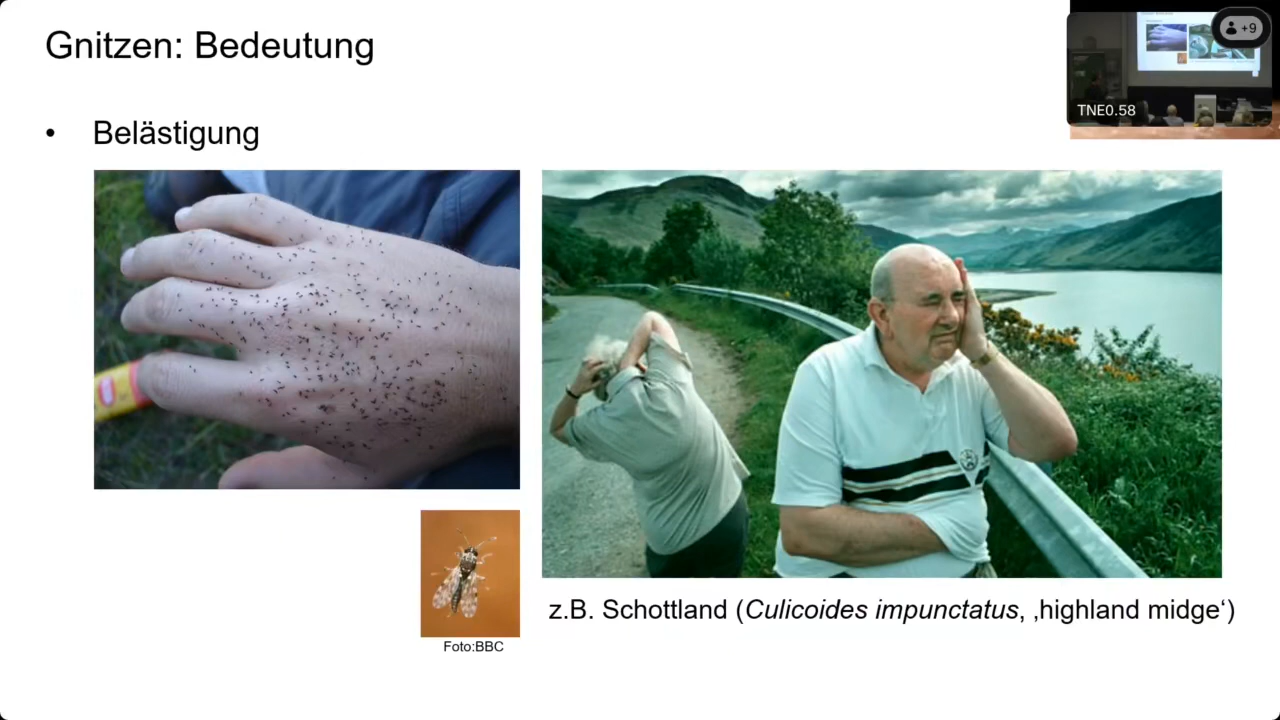 Gnitzen: Bedeutung
+9
TNE0.58
• Belästigung
Foto:BBC
z.B. Schottland (Culicoides impunctatus, ‚highland midge‘)